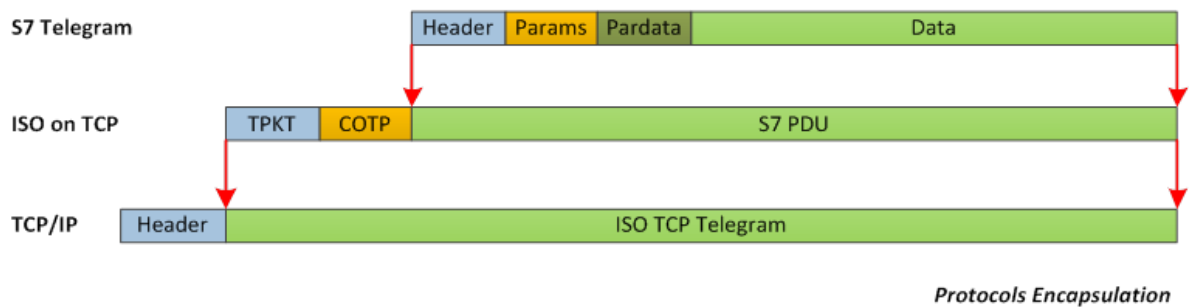 S7 Telegram Header Params Pardata Data
ISO on TCP TPKT COTP S7 PDU
TCP/IP Header ISO TCP Telegram
Protocols Encapsulation